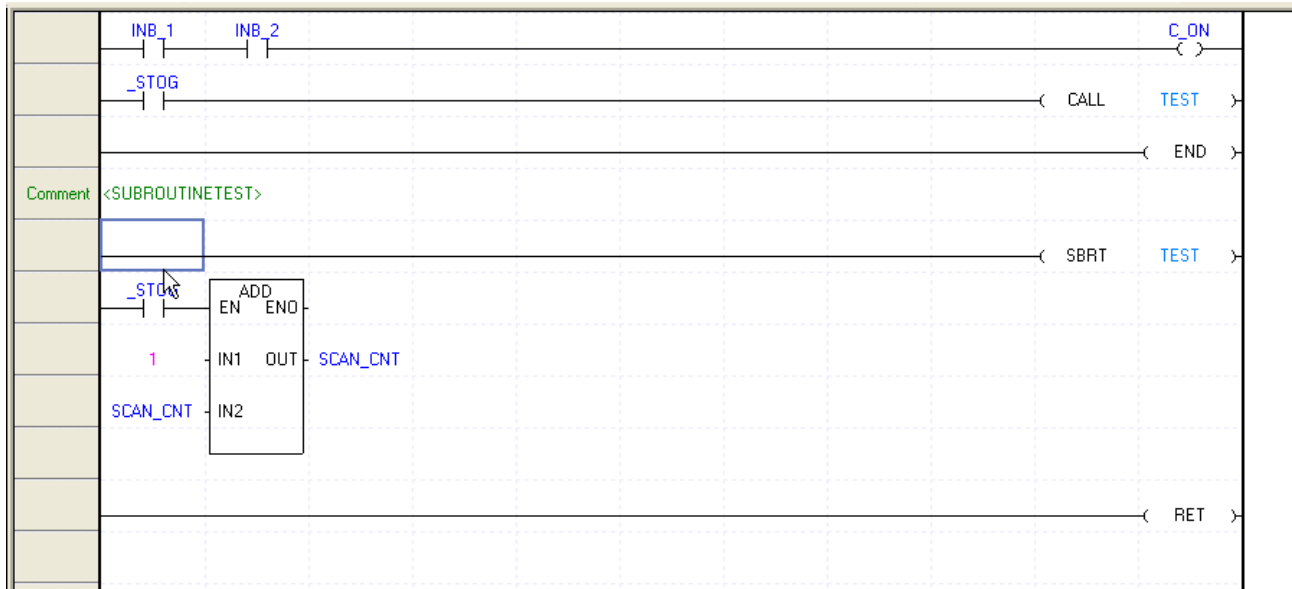 INB_1 INB_2 C_ON
_STOG CALL TEST
END
Comment <SUBROUTINETEST>
SBRT TEST
ADD
EN ENO
1 IN1 OUT SCAN_CNT
SCAN_CNT IN2
RET